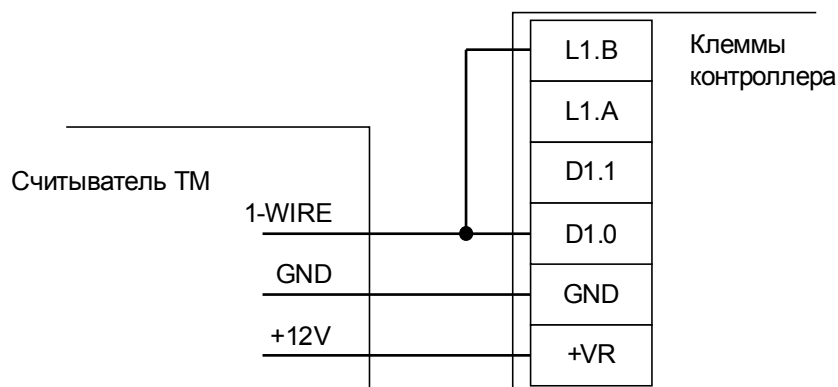 L1.B
Клеммы
контроллера
L1.A
D1.1
Считыватель ТМ
1-WIRE
D1.0
GND
GND
+12V
+VR